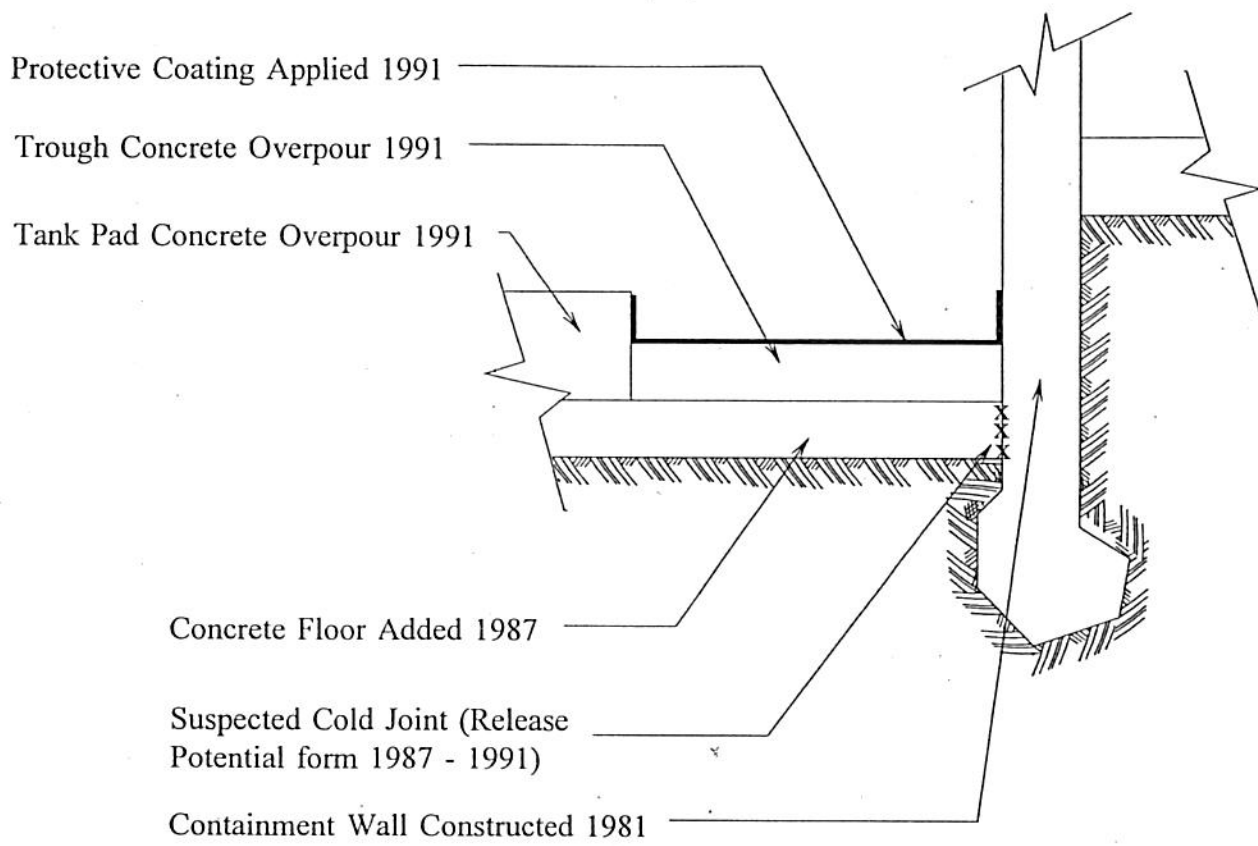 Protective Coating Applied 1991
Trough Concrete Overpour 1991
Tank Pad Concrete Overpour 1991
X
X
X
Concrete Floor Added 1987
Suspected Cold Joint (Release
Potential form 1987 - 1991)
Containment Wall Constructed 1981